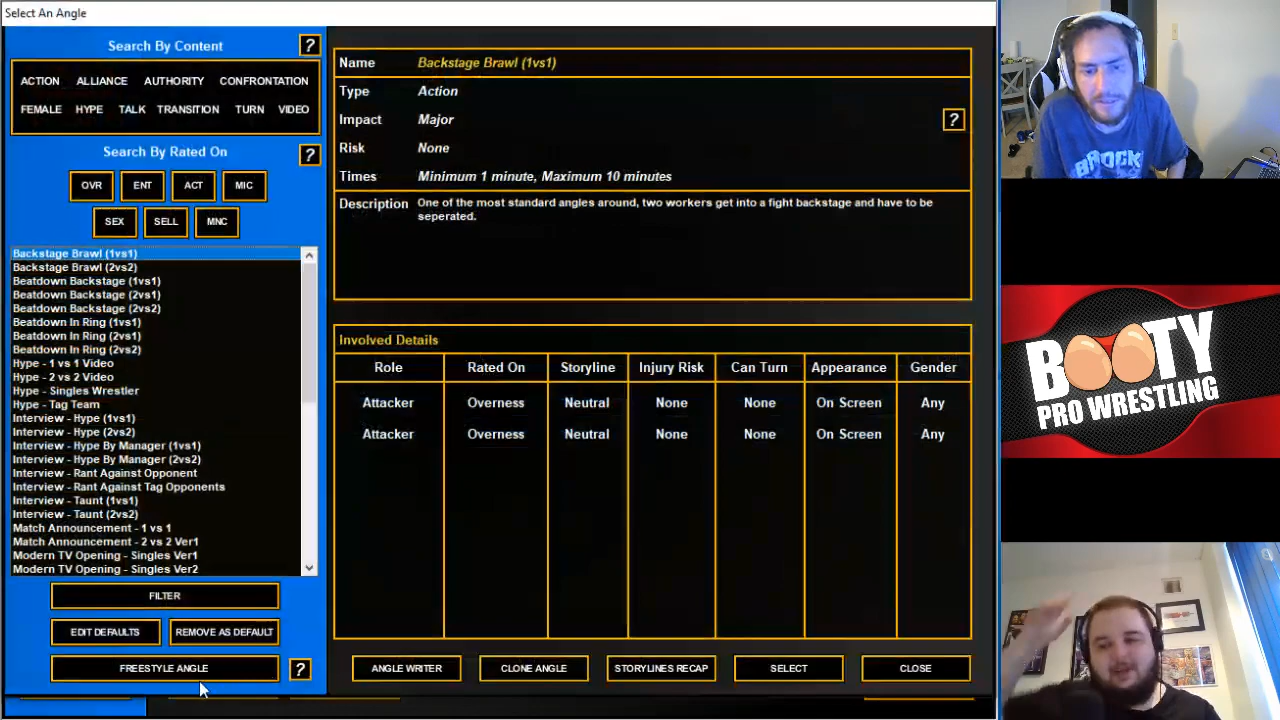 Select An Angle
Search By Content
?
ACTION ALLIANCE AUTHORITY CONFRONTATION
FEMALE HYPE TALK TRANSITION TURN VIDEO
Search By Rated On
?
OVR ENT ACT MIC
SEX SELL MNC
Backstage Brawl (1vs1)
Backstage Brawl (2vs2)
Beatdown Backstage (1vs1)
Beatdown Backstage (2vs1)
Beatdown Backstage (2vs2)
Beatdown In Ring (1vs1)
Beatdown In Ring (2vs1)
Beatdown In Ring (2vs2)
Hype - 1 vs 1 Video
Hype - 2 vs 2 Video
Hype - Singles Wrestler
Hype - Tag Team
Interview - Hype (1vs1)
Interview - Hype (2vs2)
Interview - Hype By Manager (1vs1)
Interview - Hype By Manager (2vs2)
Interview - Rant Against Opponent
Interview - Rant Against Tag Opponents
Interview - Taunt (1vs1)
Interview - Taunt (2vs2)
Match Announcement - 1 vs 1
Match Announcement - 2 vs 2 Ver1
Modern TV Opening - Singles Ver1
Modern TV Opening - Singles Ver2
FILTER
EDIT DEFAULTS REMOVE AS DEFAULT
FREESTYLE ANGLE ?
Name Backstage Brawl (1vs1)
Type Action
Impact Major ?
Risk None
Times Minimum 1 minute, Maximum 10 minutes
Description One of the most standard angles around, two workers get into a fight backstage and have to be
seperated.
Involved Details
Role Rated On Storyline Injury Risk Can Turn Appearance Gender
Attacker Overness Neutral None None On Screen Any
Attacker Overness Neutral None None On Screen Any
ANGLE WRITER CLONE ANGLE STORYLINES RECAP SELECT CLOSE
BROCK
BOOTY
PRO WRESTLING